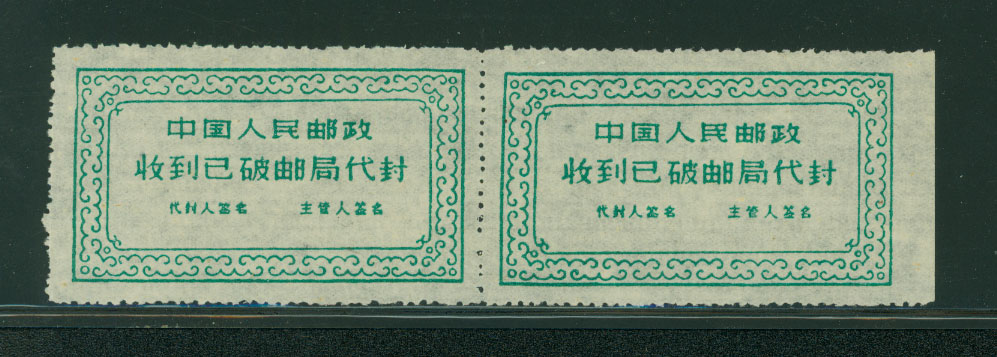 中国人民邮政
收到已破邮局代封
代封人签名 主管人签名
中国人民邮政
收到已破邮局代封
代封人签名 主管人签名